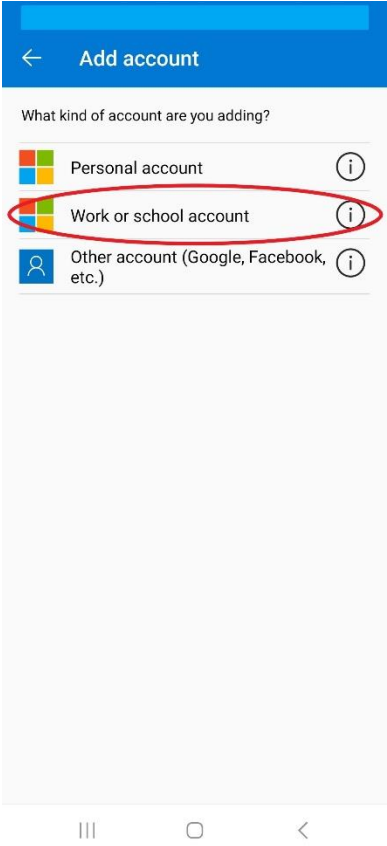 Add account
What kind of account are you adding?
Personal account
Work or school account
Other account (Google, Facebook,
etc.)